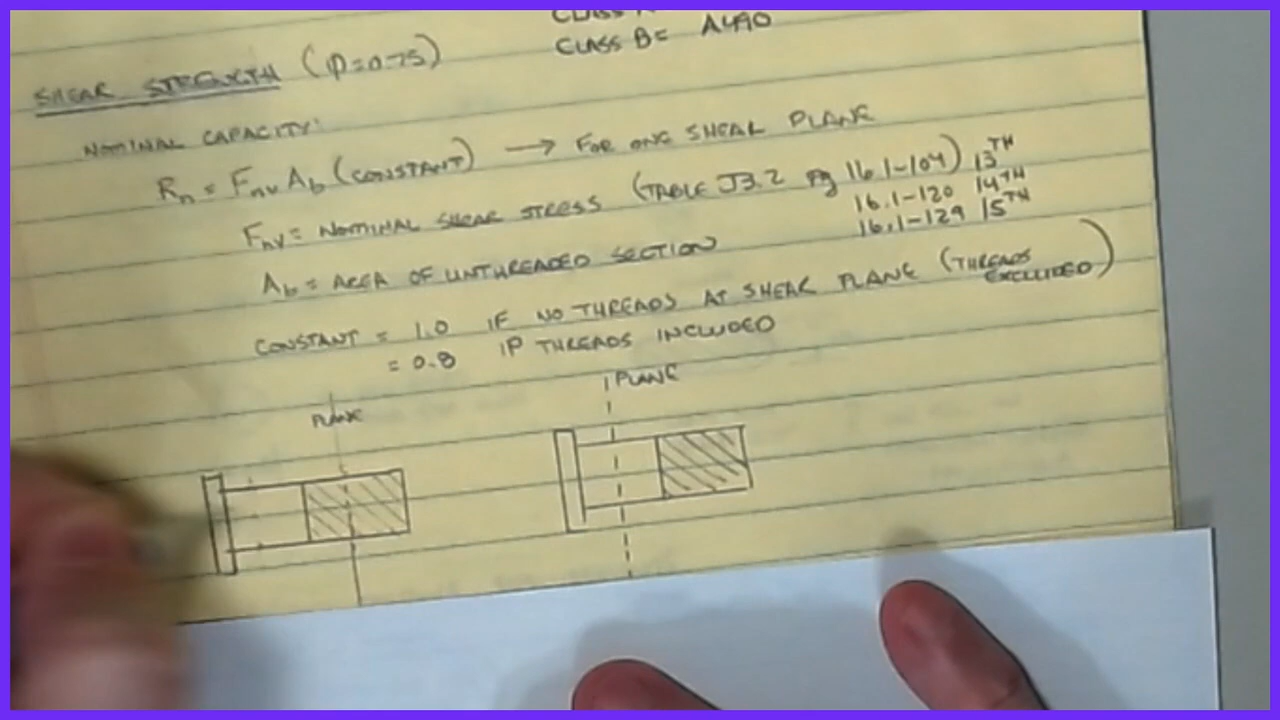 CLASS B= A490
SHEAR STRENGTH (Φ=0.75)
NOMINAL CAPACITY:
Rn = Fnv Ab (CONSTANT) → FOR ONE SHEAR PLANE
Fnv= NOMINAL SHEAR STRESS (TABLE J3.2 pg 16.1-104) 13TH
16.1-120 14TH
16.1-129 15TH
Ab = AREA OF UNTHREADED SECTION
CONSTANT = 1.0 IF NO THREADS AT SHEAR PLANE (THREADS EXCLUDED)
= 0.8 IF THREADS INCLUDED
PLANE
PLANE